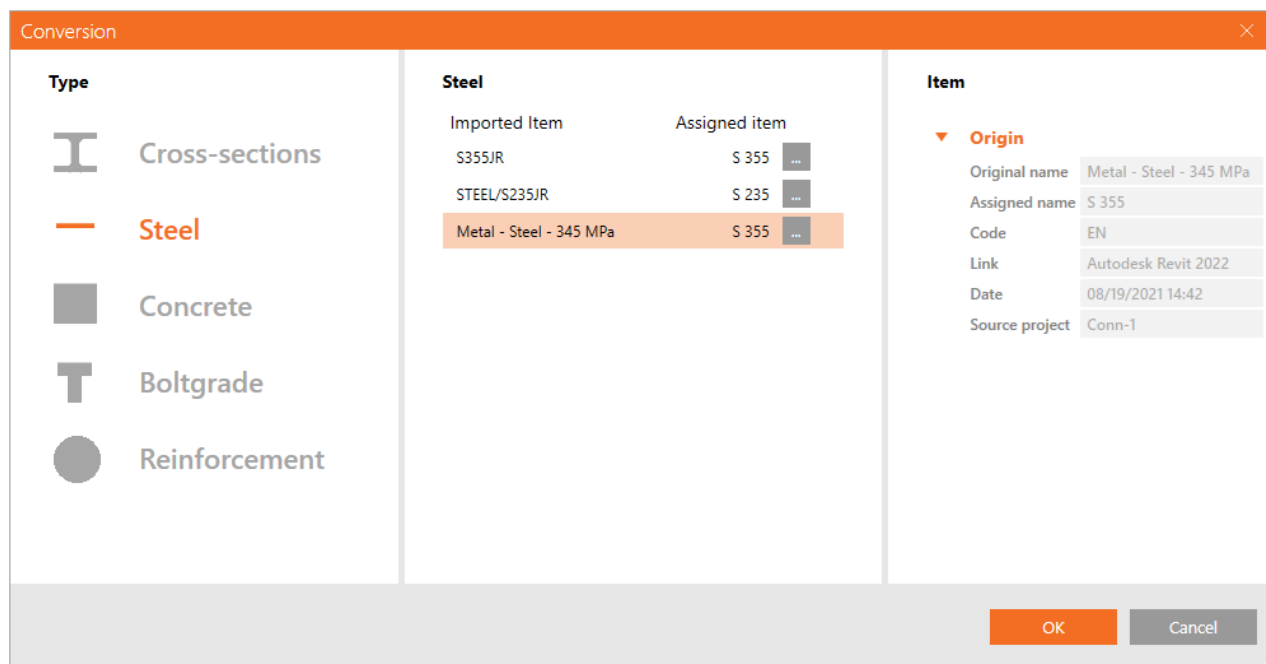 Conversion
Type
Cross-sections
Steel
Concrete
Boltgrade
Reinforcement
Steel
Imported Item Assigned item
S355JR S 355 ...
STEEL/S235JR S 235 ...
Metal - Steel - 345 MPa S 355 ...
Item
Origin
Original name Metal - Steel - 345 MPa
Assigned name S 355
Code EN
Link Autodesk Revit 2022
Date 08/19/2021 14:42
Source project Conn-1
OK Cancel